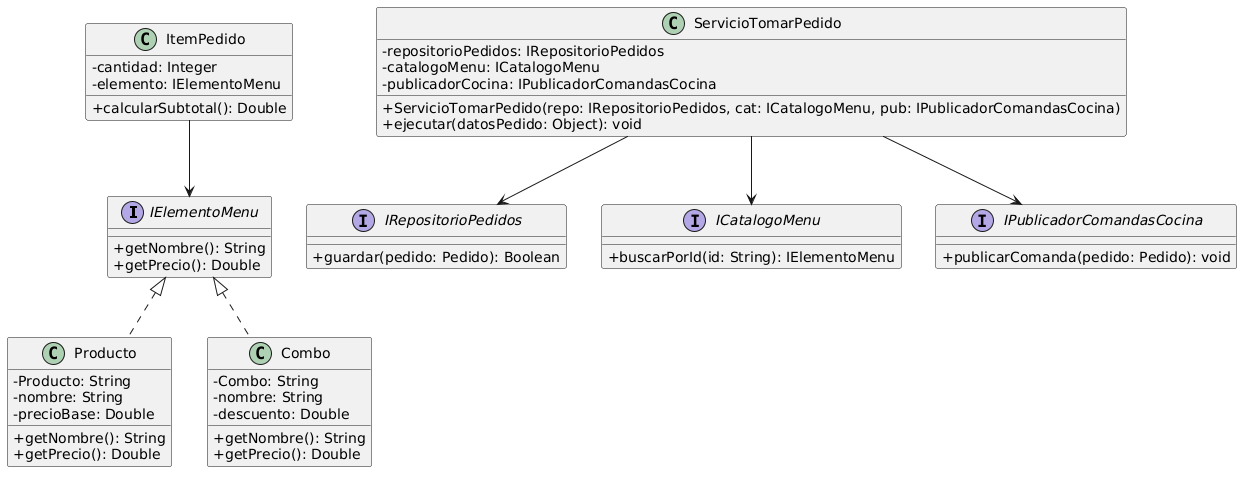 ItemPedido
-cantidad: Integer
-elemento: IElementoMenu
+calcularSubtotal(): Double
ServicioTomarPedido
-repositorioPedidos: IRepositorioPedidos
-catalogoMenu: ICatalogoMenu
-publicadorCocina: IPublicadorComandasCocina
+ServicioTomarPedido(repo: IRepositorioPedidos, cat: ICatalogoMenu, pub: IPublicadorComandasCocina)
+ejecutar(datosPedido: Object): void
IElementoMenu
+getNombre(): String
+getPrecio(): Double
IRepositorioPedidos
+guardar(pedido: Pedido): Boolean
ICatalogoMenu
+buscarPorId(id: String): IElementoMenu
IPublicadorComandasCocina
+publicarComanda(pedido: Pedido): void
Producto
-Producto: String
-nombre: String
-precioBase: Double
+getNombre(): String
+getPrecio(): Double
Combo
-Combo: String
-nombre: String
-descuento: Double
+getNombre(): String
+getPrecio(): Double